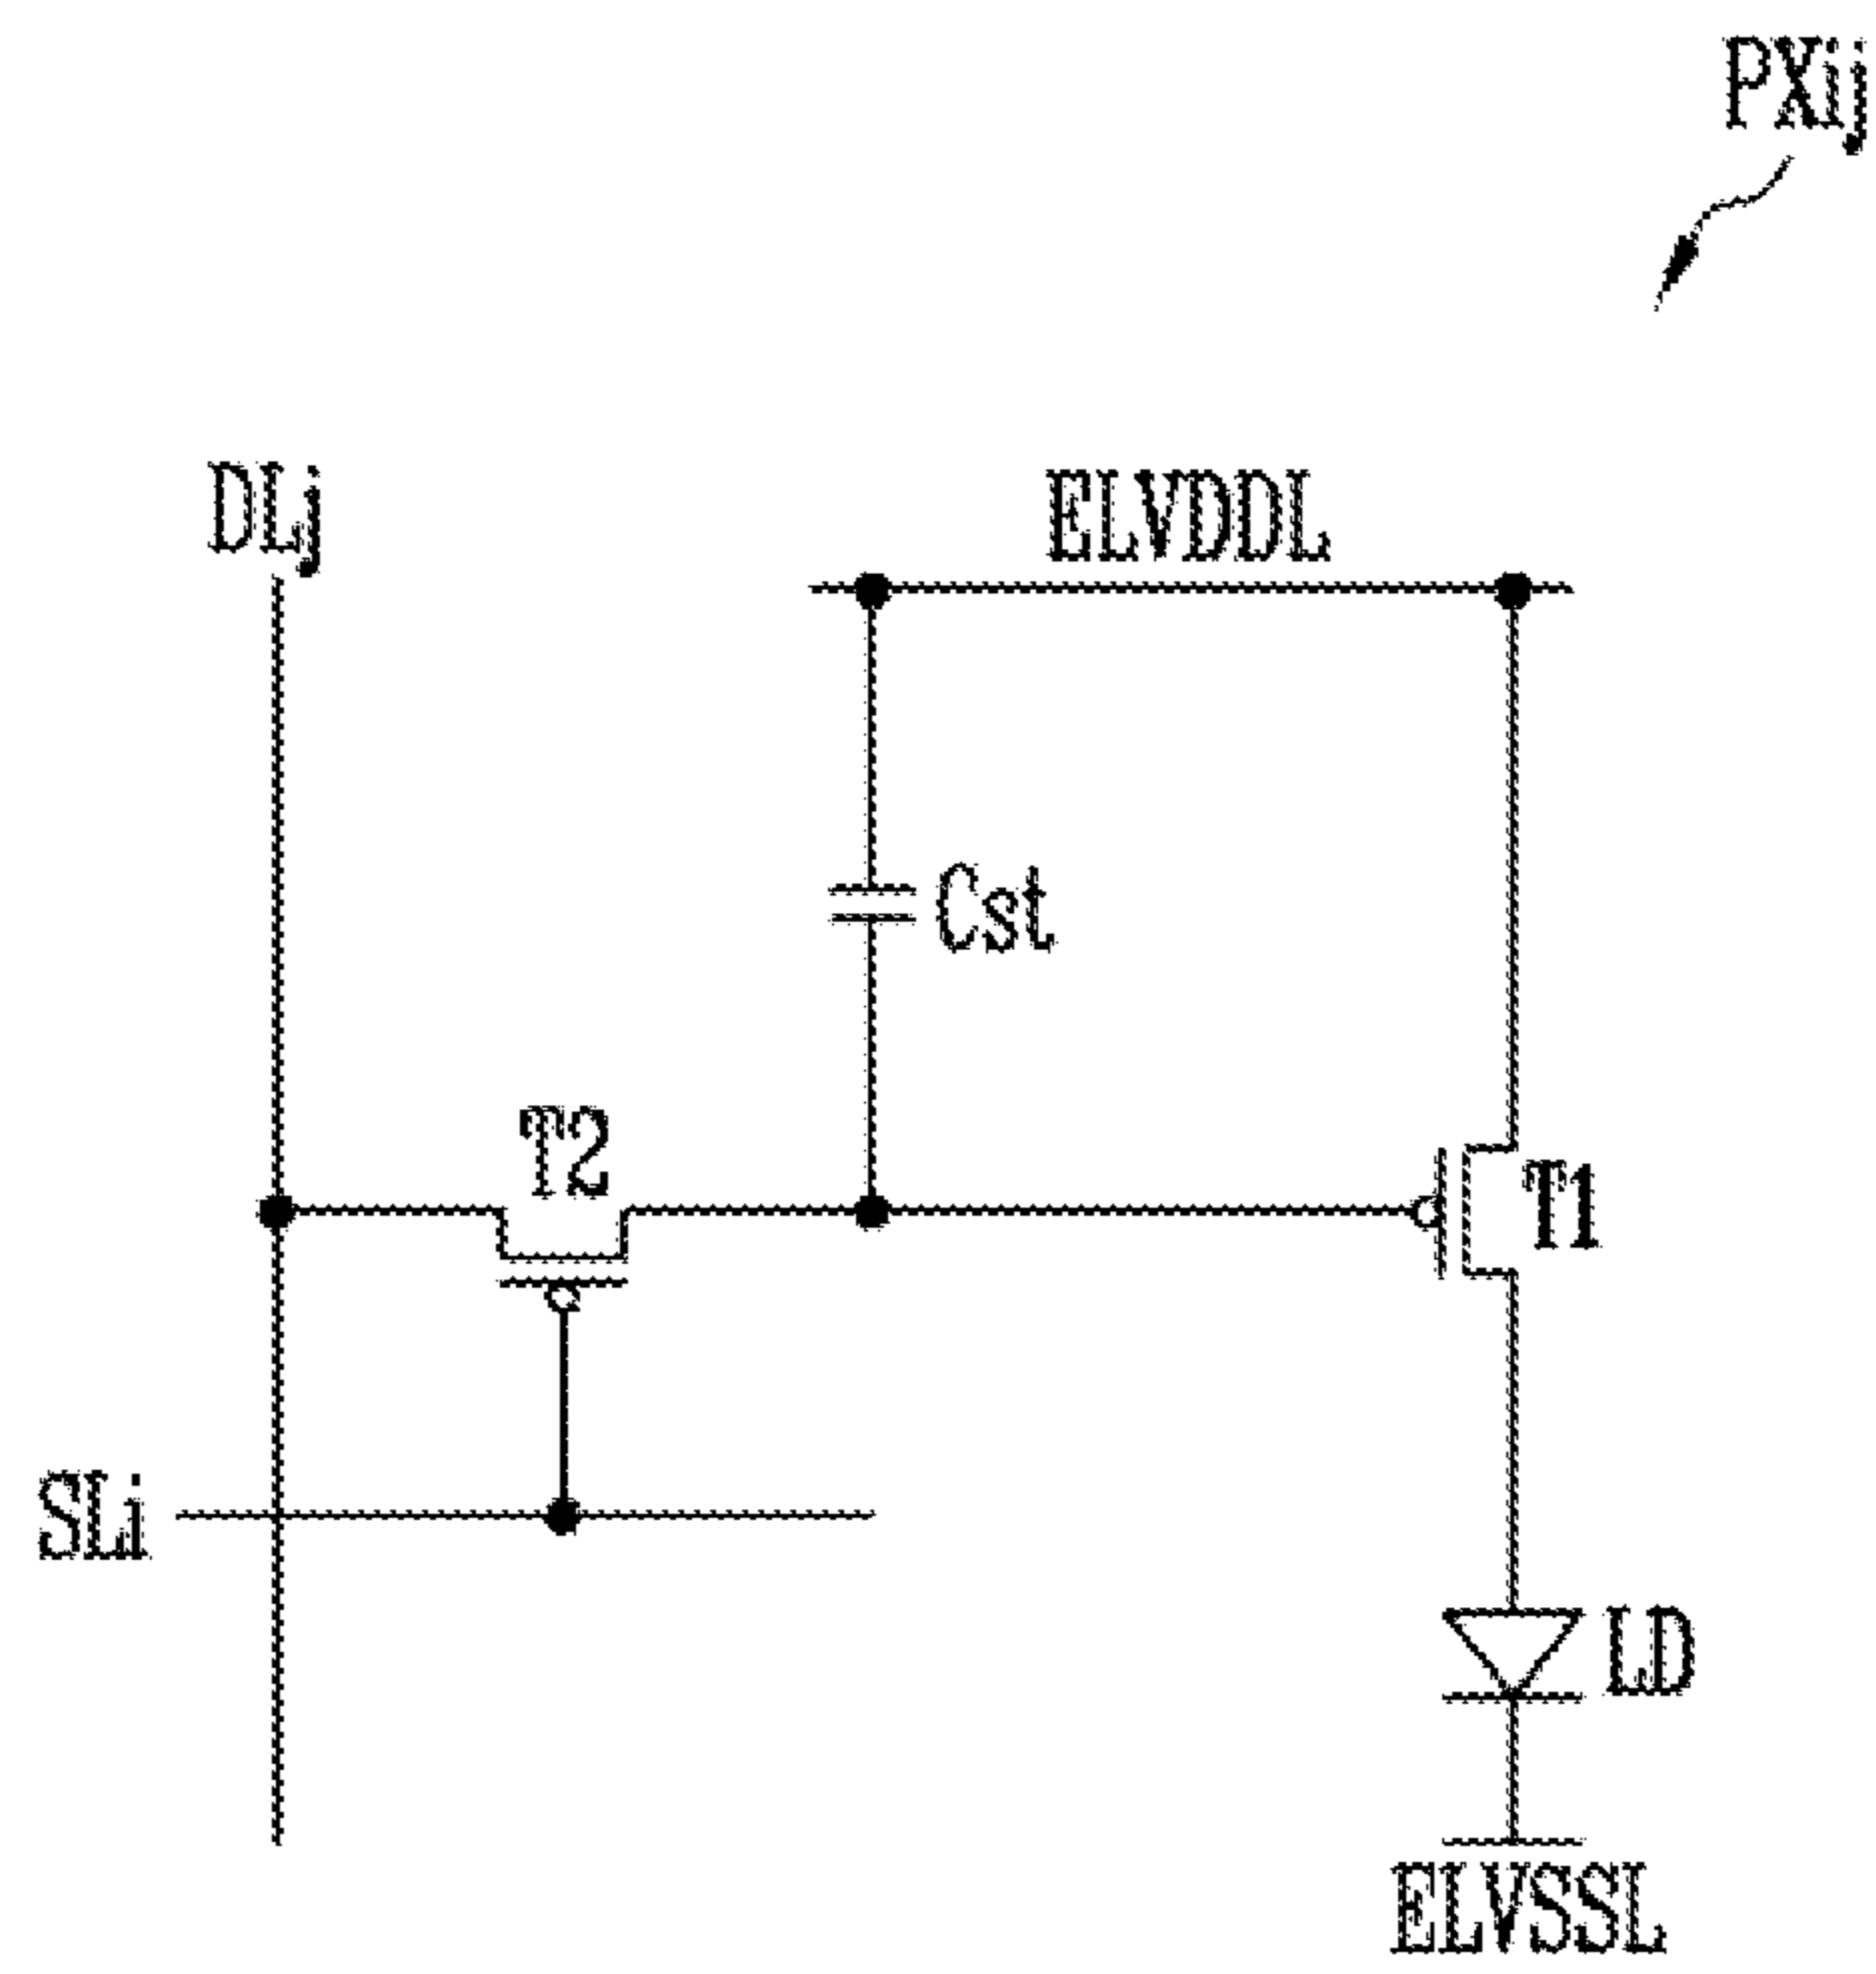 PXij
DLj
ELVDDL
Cst
T2
T1
SLi
LD
ELVSSL